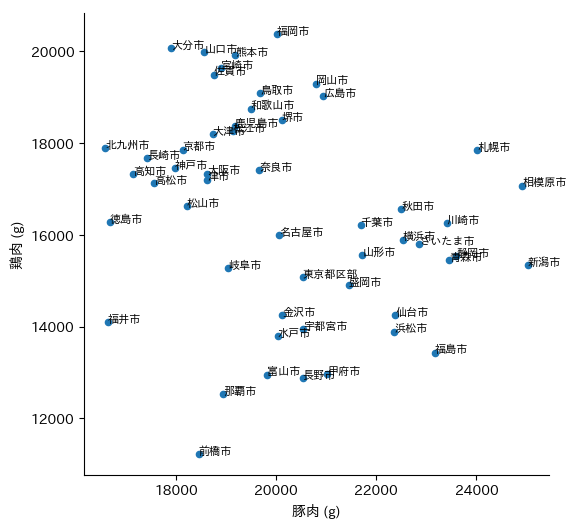 福岡市
大分市
山口市
熊本市
20000
宮崎市
佐賀市
岡山市
鳥取市
広島市
和歌山市
堺市
鹿児島市
大津市
松江市
北九州市
京都市
札幌市
18000
長崎市
神戸市
奈良市
大阪市
高知市
津市
高松市
相模原市
松山市
秋田市
徳島市
千葉市
川崎市
名古屋市
横浜市
さいたま市
16000
山形市
静岡市
青森市
新潟市
岐阜市
東京都区部
盛岡市
金沢市
仙台市
福井市
宇都宮市
浜松市
水戸市
14000
福島市
富山市
長野市
甲府市
那覇市
12000
前橋市
鶏肉 (g)
18000 20000 22000 24000
豚肉 (g)